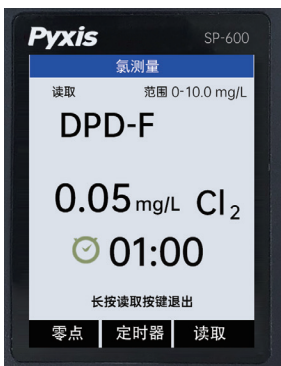 Pyxis SP-600
氯测量
读取 范围 0-10.0 mg/L
DPD-F
0.05 mg/L Cl₂
01:00
长按读取按键退出
零点 定时器 读取